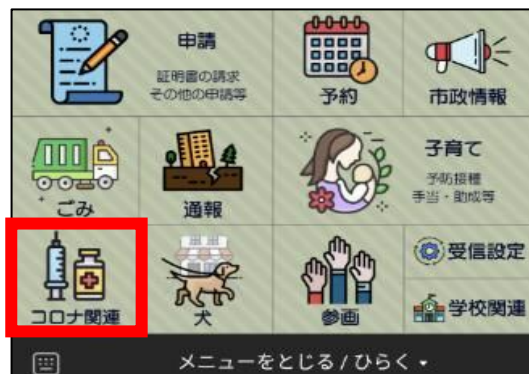 申請
証明書の請求
その他の申請等
予約
市政情報
ごみ
通報
子育て
予防接種
手当・助成等
コロナ関連
犬
参画
受信設定
学校関連
メニューをとじる / ひらく